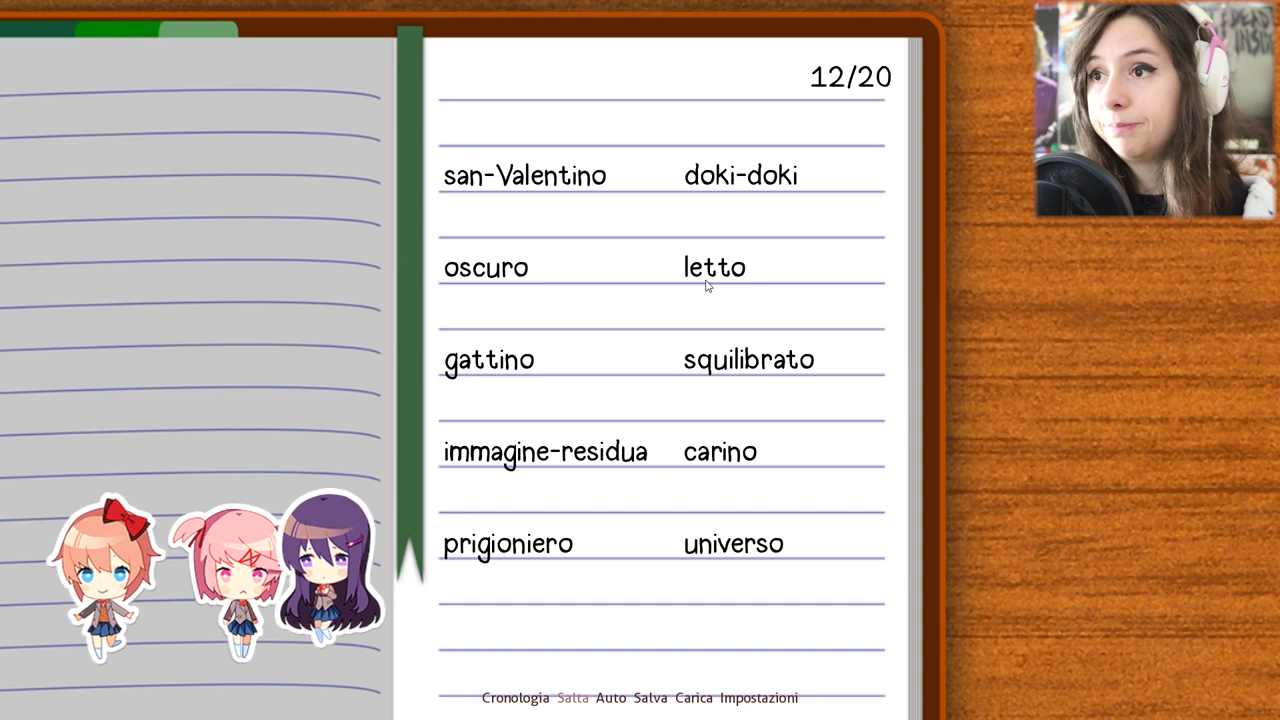 12/20
san-Valentino doki-doki
oscuro letto
gattino squilibrato
immagine-residua carino
prigioniero universo
Cronologia Salta Auto Salva Carica Impostazioni